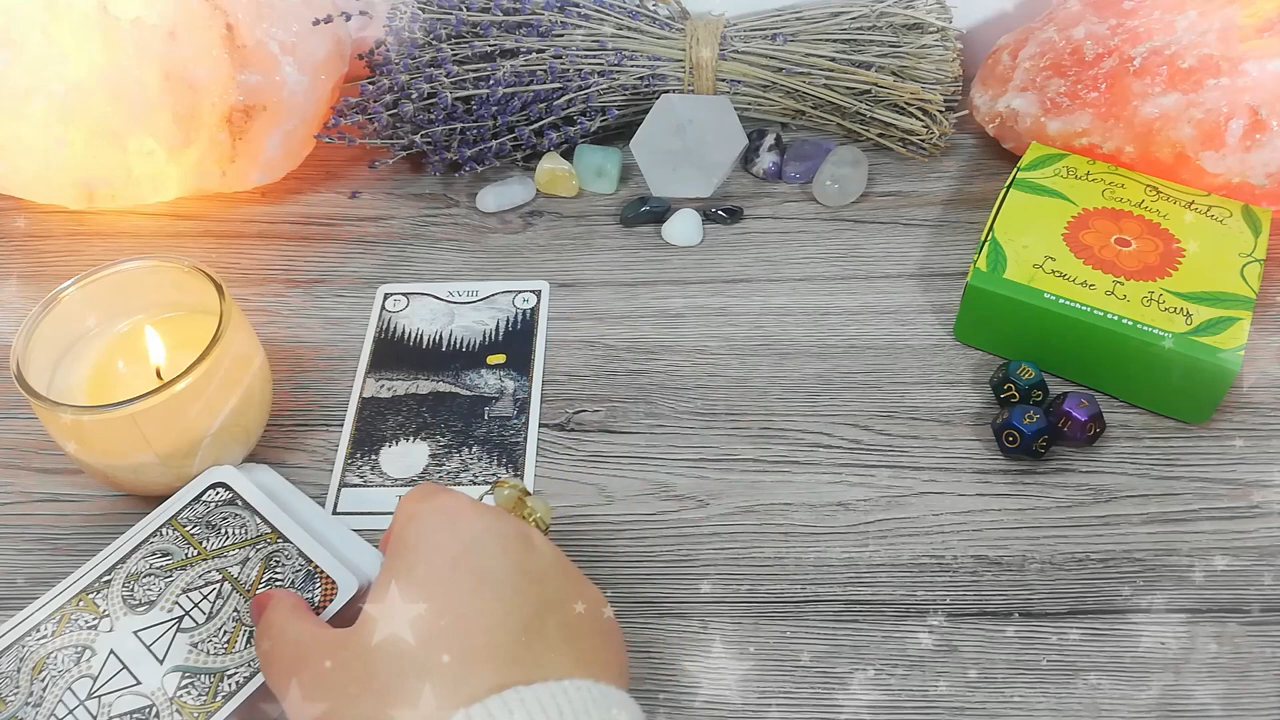 XVIII
Puterea Gandului
Carduri
Louise L. Hay
Un pachet cu 64 de carduri